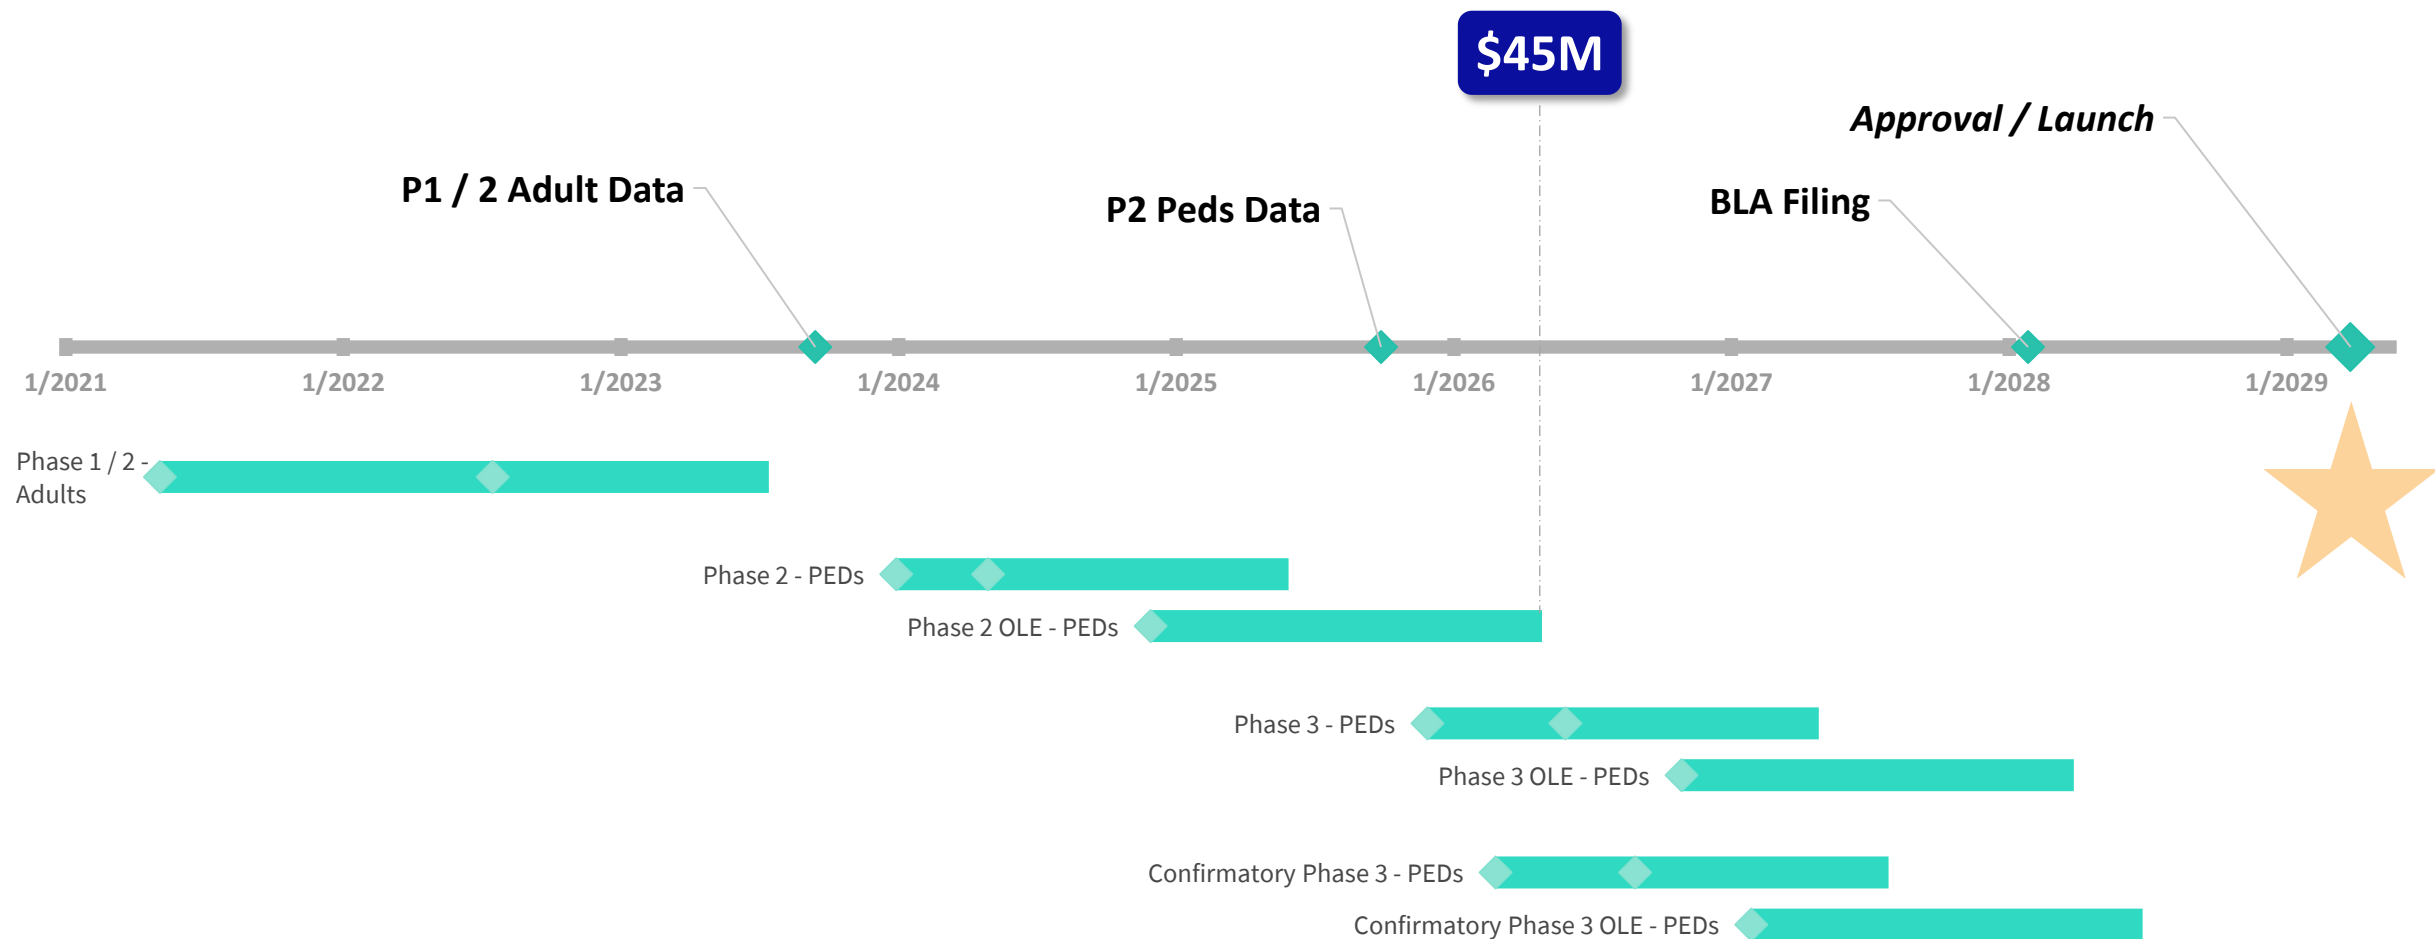 $45M
Approval / Launch
P1 / 2 Adult Data
P2 Peds Data
BLA Filing
1/2021
1/2022
1/2023
1/2024
1/2025
1/2026
1/2027
1/2028
1/2029
Phase 1 / 2 -
Adults
Phase 2 - PEDs
Phase 2 OLE - PEDs
Phase 3 - PEDs
Phase 3 OLE - PEDs
Confirmatory Phase 3 - PEDs
Confirmatory Phase 3 OLE - PEDs